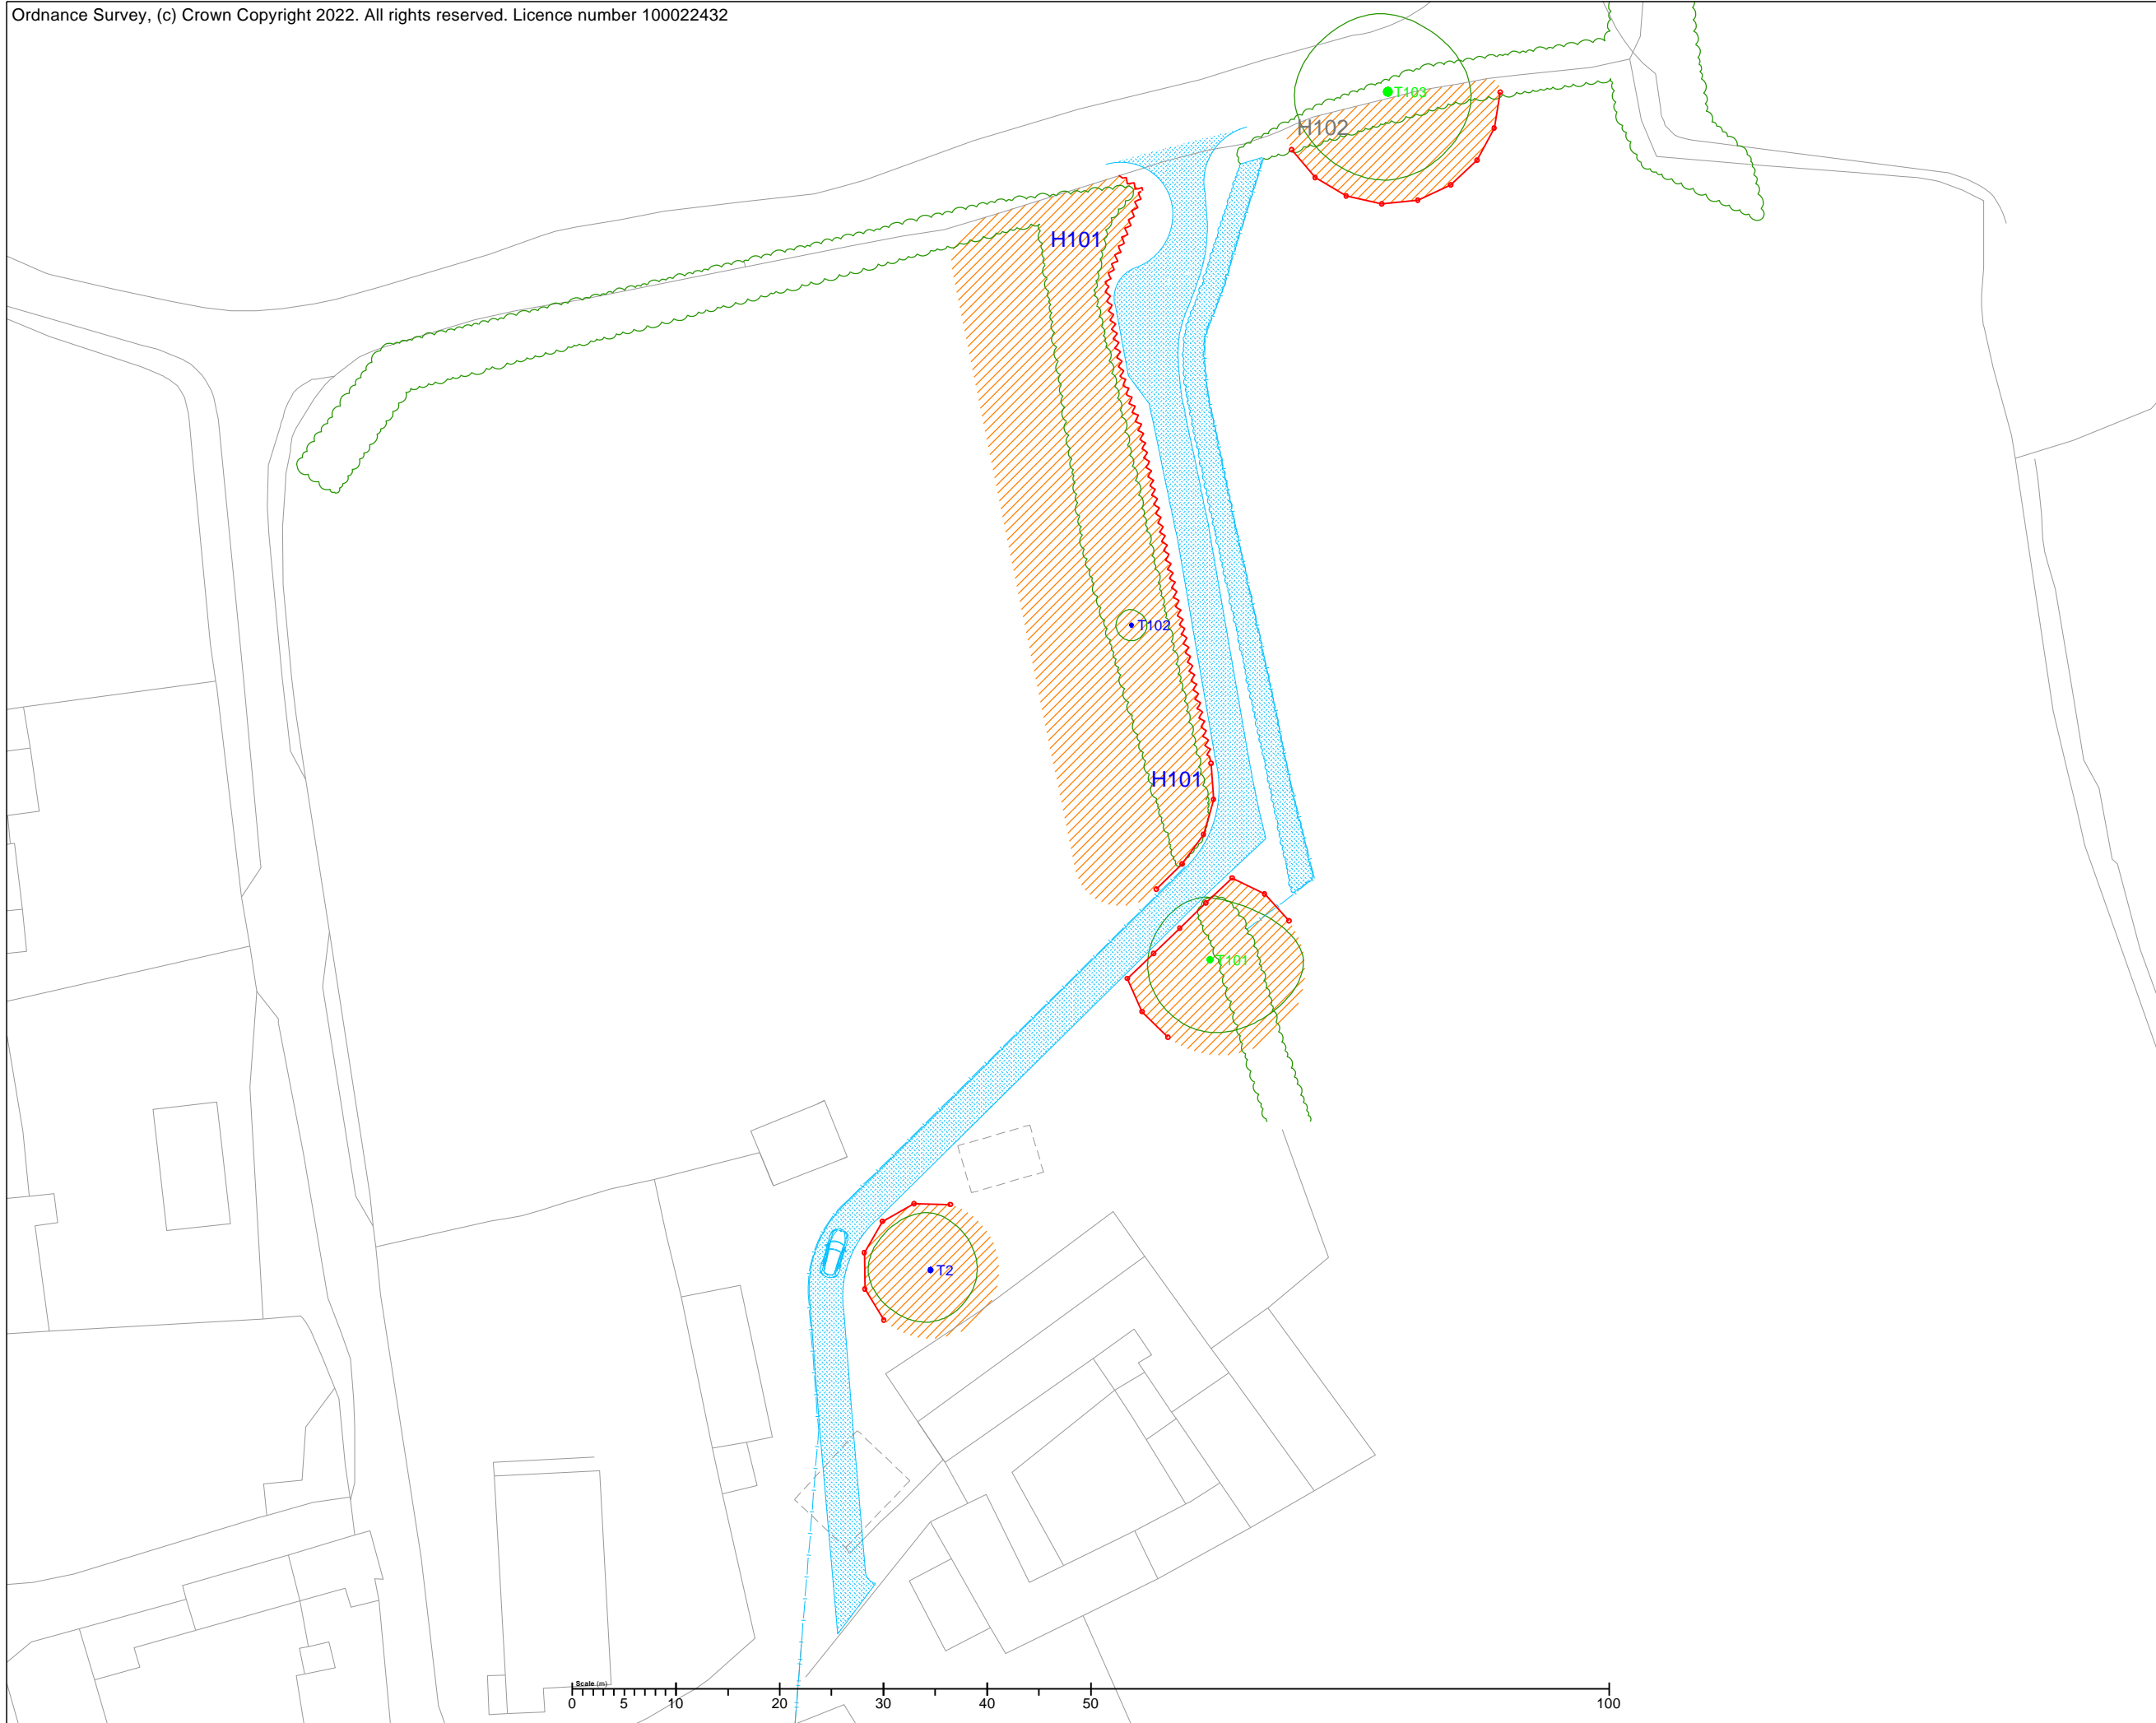 Ordnance Survey, (c) Crown Copyright 2022. All rights reserved. Licence number 100022432
T103
H102
H101
T102
H101
T101
T2
Scale (m)
0 5 10 20 30 40 50 100